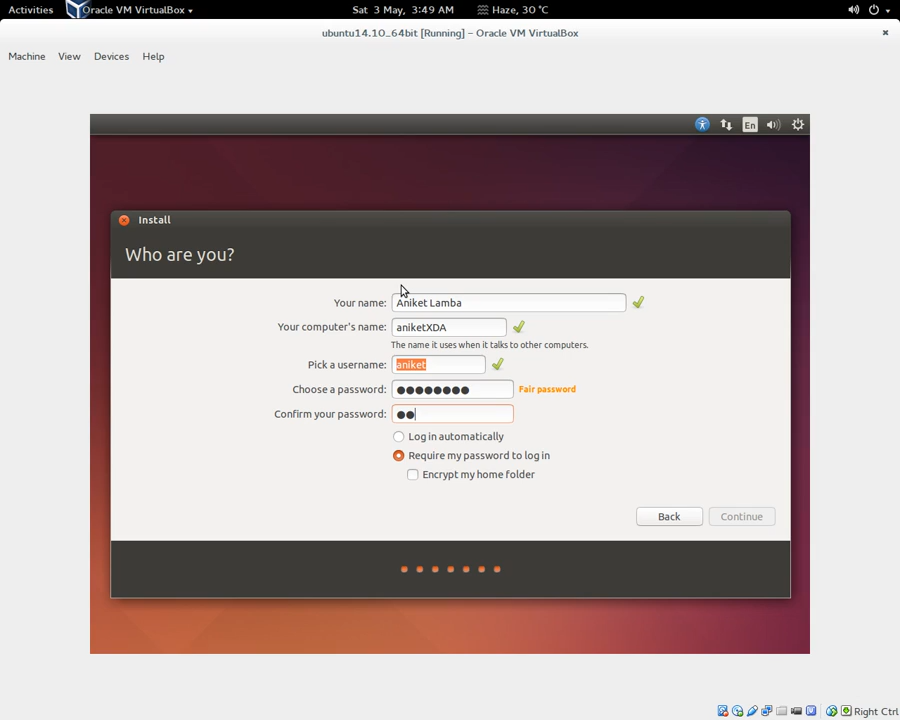 Activities Oracle VM VirtualBox Sat 3 May, 3:49 AM Haze, 30 °C
ubuntu14.10_64bit [Running] – Oracle VM VirtualBox
Machine View Devices Help
En
Install
Who are you?
Your name: Aniket Lamba
Your computer's name: aniketXDA
The name it uses when it talks to other computers.
Pick a username: aniket
Choose a password: ●●●●●●●● Fair password
Confirm your password: ●●
Log in automatically
Require my password to log in
Encrypt my home folder
Back Continue
Right Ctrl